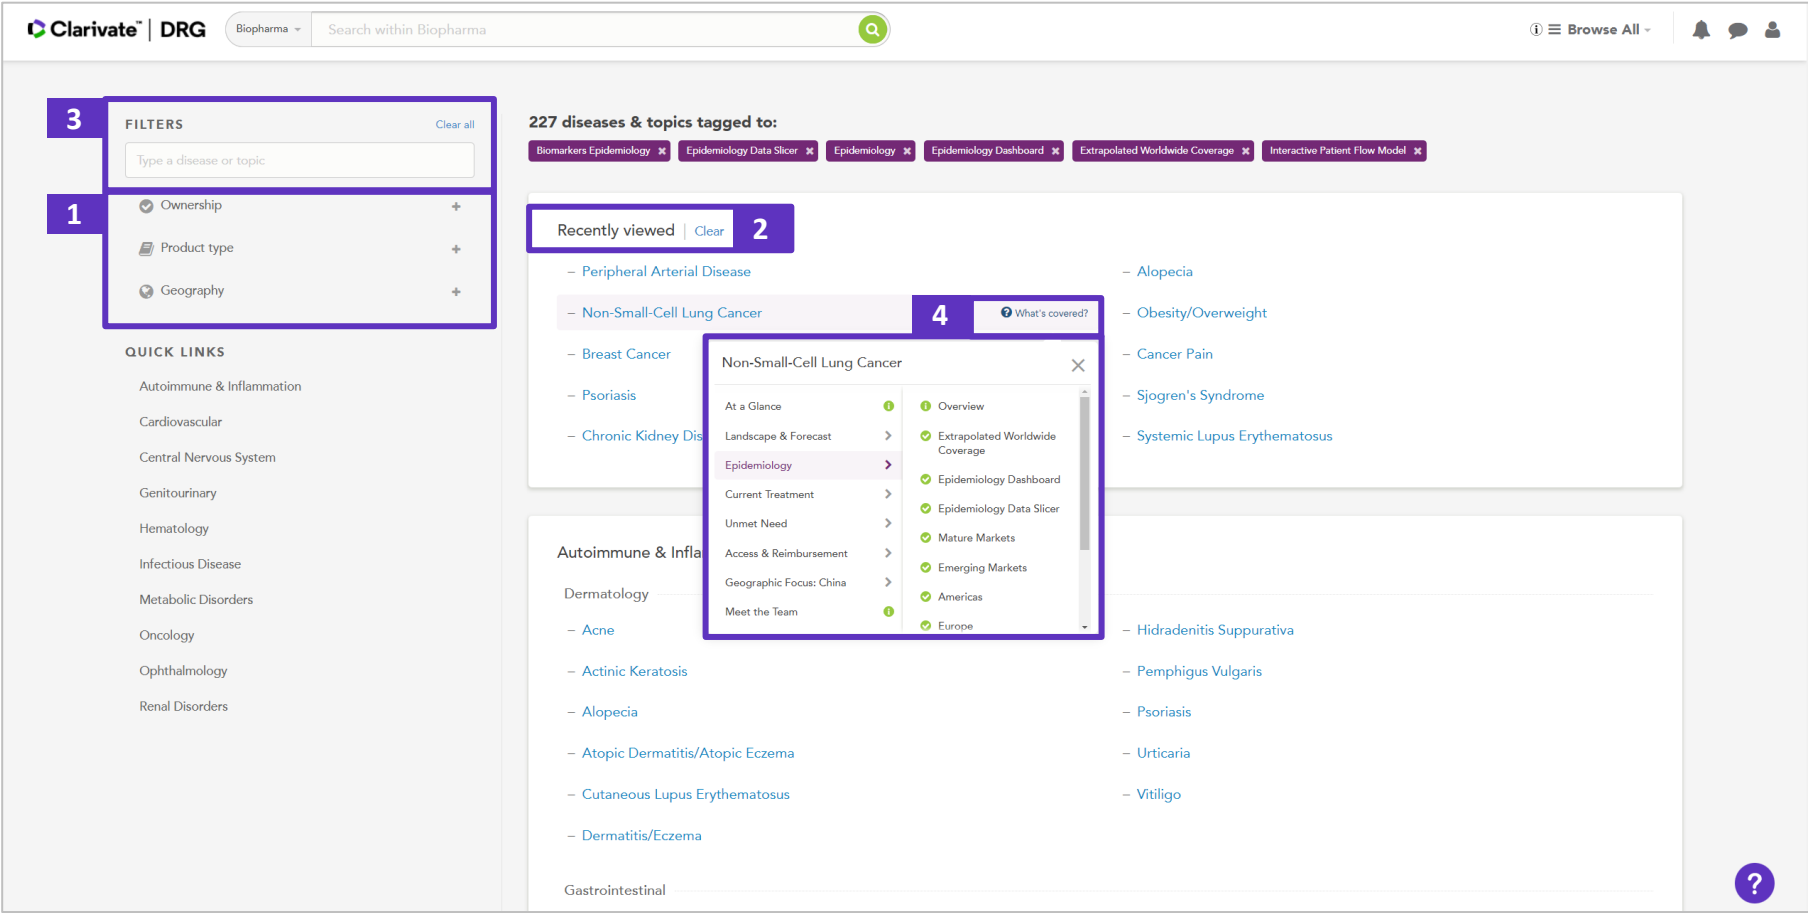 Clarivate™ | DRG
Biopharma
Search within Biopharma
Browse All
3
FILTERS
Clear all
Type a disease or topic
1
Ownership
Product type
Geography
QUICK LINKS
Autoimmune & Inflammation
Cardiovascular
Central Nervous System
Genitourinary
Hematology
Infectious Disease
Metabolic Disorders
Oncology
Ophthalmology
Renal Disorders
227 diseases & topics tagged to:
Biomarkers Epidemiology ×
Epidemiology Data Slicer ×
Epidemiology ×
Epidemiology Dashboard ×
Extrapolated Worldwide Coverage ×
Interactive Patient Flow Model ×
Recently viewed | Clear
2
– Peripheral Arterial Disease
– Non-Small-Cell Lung Cancer
4
? What's covered?
– Breast Cancer
– Psoriasis
– Chronic Kidney Dis
– Alopecia
– Obesity/Overweight
– Cancer Pain
– Sjogren's Syndrome
– Systemic Lupus Erythematosus
Non-Small-Cell Lung Cancer
At a Glance
Landscape & Forecast
Epidemiology
Current Treatment
Unmet Need
Access & Reimbursement
Geographic Focus: China
Meet the Team
Overview
Extrapolated Worldwide
Coverage
Epidemiology Dashboard
Epidemiology Data Slicer
Mature Markets
Emerging Markets
Americas
Europe
Autoimmune & Infla
Dermatology
– Acne
– Actinic Keratosis
– Alopecia
– Atopic Dermatitis/Atopic Eczema
– Cutaneous Lupus Erythematosus
– Dermatitis/Eczema
– Hidradenitis Suppurativa
– Pemphigus Vulgaris
– Psoriasis
– Urticaria
– Vitiligo
Gastrointestinal
?